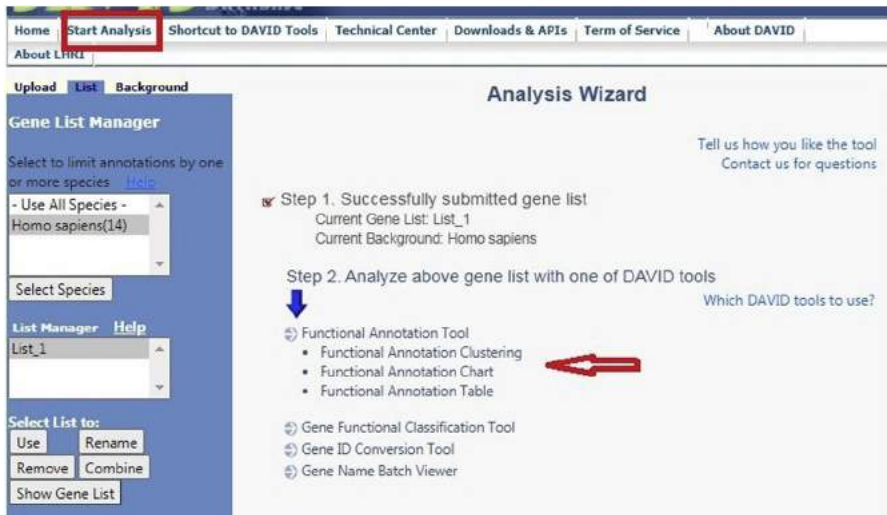 Home Start Analysis Shortcut to DAVID Tools Technical Center Downloads & APIs Term of Service About DAVID
About LHRI
Upload List Background
Gene List Manager
Select to limit annotations by one
or more species Help
- Use All Species -
Homo sapiens(14)
Select Species
List Manager Help
List_1
Select List to:
Use Rename
Remove Combine
Show Gene List
Analysis Wizard
Tell us how you like the tool
Contact us for questions
Step 1. Successfully submitted gene list
Current Gene List: List_1
Current Background: Homo sapiens
Step 2. Analyze above gene list with one of DAVID tools
Which DAVID tools to use?
Functional Annotation Tool
• Functional Annotation Clustering
• Functional Annotation Chart
• Functional Annotation Table
Gene Functional Classification Tool
Gene ID Conversion Tool
Gene Name Batch Viewer